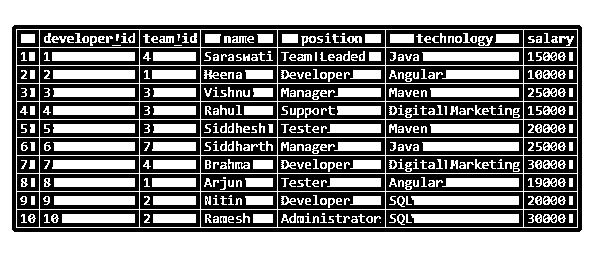 developer_id team_id name position technology salary
1 1 4 Saraswati Team Leaded Java 15000
2 2 1 Heena Developer Angular 10000
3 3 3 Vishnu Manager Maven 25000
4 4 3 Rahul Support Digital Marketing 15000
5 5 3 Siddhesh Tester Maven 20000
6 6 7 Siddharth Manager Java 25000
7 7 4 Brahma Developer Digital Marketing 30000
8 8 1 Arjun Tester Angular 19000
9 9 2 Nitin Developer SQL 20000
10 10 2 Ramesh Administrator SQL 30000